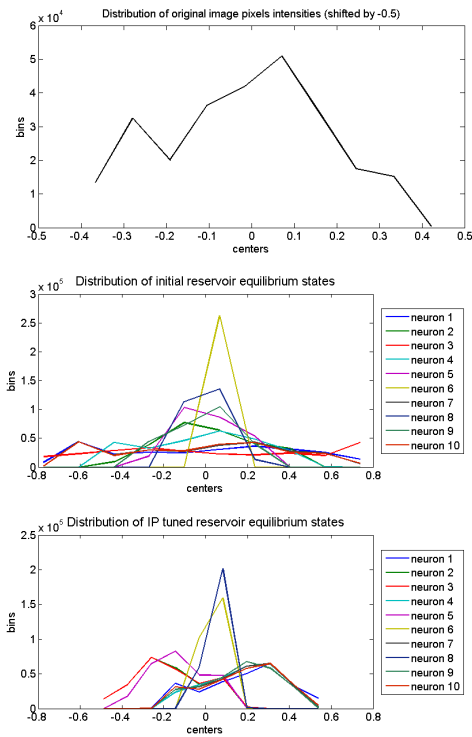 Distribution of original image pixels intensities (shifted by -0.5)
x 10^4
6
5
4
3
2
1
0
bins
-0.5 -0.4 -0.3 -0.2 -0.1 0 0.1 0.2 0.3 0.4 0.5
centers
Distribution of initial reservoir equilibrium states
x 10^5
3
2.5
2
1.5
1
0.5
0
bins
-0.8 -0.6 -0.4 -0.2 0 0.2 0.4 0.6 0.8
centers
neuron 1
neuron 2
neuron 3
neuron 4
neuron 5
neuron 6
neuron 7
neuron 8
neuron 9
neuron 10
Distribution of IP tuned reservoir equilibrium states
x 10^5
2.5
2
1.5
1
0.5
0
bins
-0.8 -0.6 -0.4 -0.2 0 0.2 0.4 0.6 0.8
centers
neuron 1
neuron 2
neuron 3
neuron 4
neuron 5
neuron 6
neuron 7
neuron 8
neuron 9
neuron 10